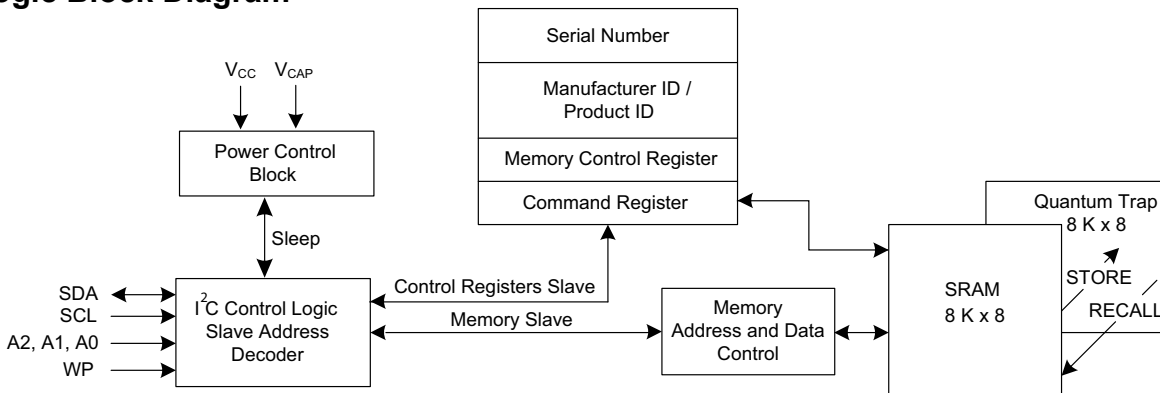 Serial Number
Manufacturer ID /
Product ID
Memory Control Register
Command Register
VCC VCAP
Power Control
Block
Sleep
Quantum Trap
8 K x 8
STORE
RECALL
SRAM
8 K x 8
SDA
SCL
A2, A1, A0
WP
I2C Control Logic
Slave Address
Decoder
Control Registers Slave
Memory Slave
Memory
Address and Data
Control